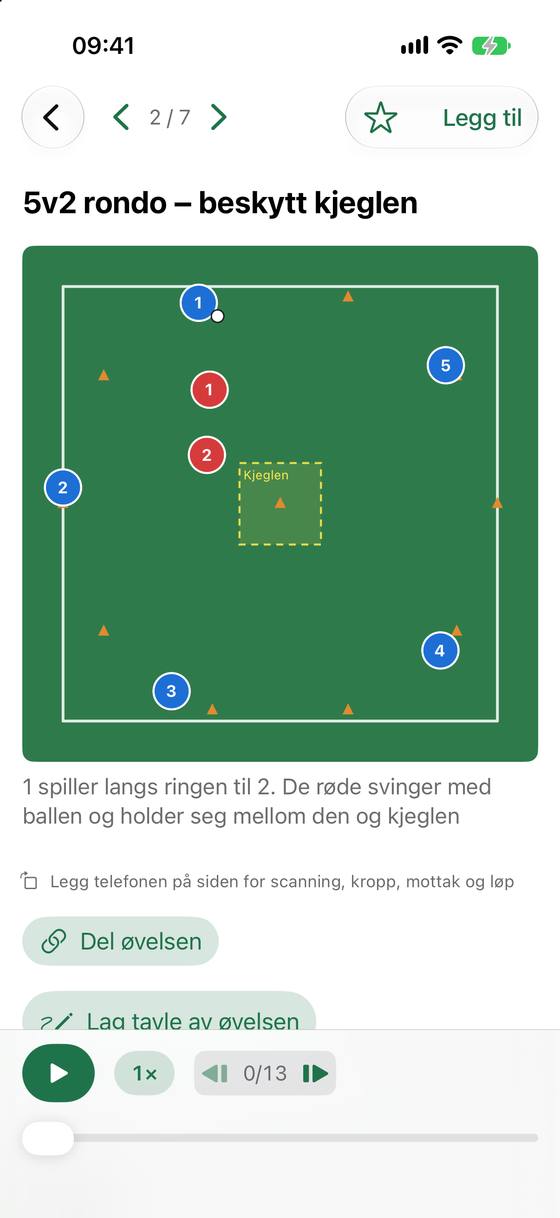 09:41
2 / 7
Legg til
5v2 rondo – beskytt kjeglen
1
5
1
2
Kjeglen
2
4
3
1 spiller langs ringen til 2. De røde svinger med
ballen og holder seg mellom den og kjeglen
Legg telefonen på siden for scanning, kropp, mottak og løp
Del øvelsen
Lag tavle av øvelsen
1×
0/13